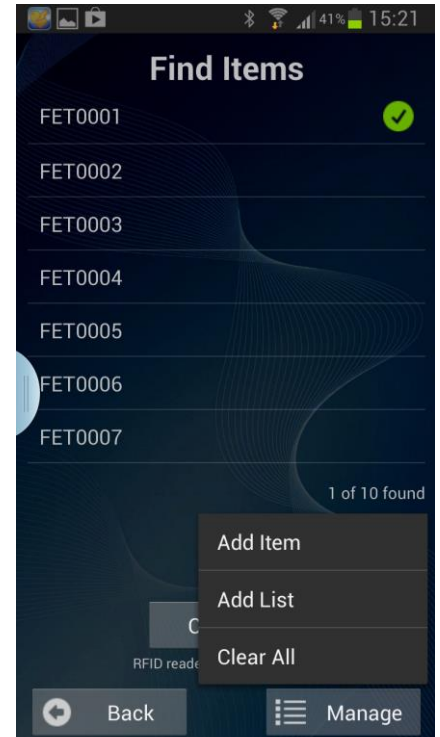 41% 15:21
Find Items
FET0001
FET0002
FET0003
FET0004
FET0005
FET0006
FET0007
1 of 10 found
Add Item
Add List
Clear All
RFID
Back
Manage